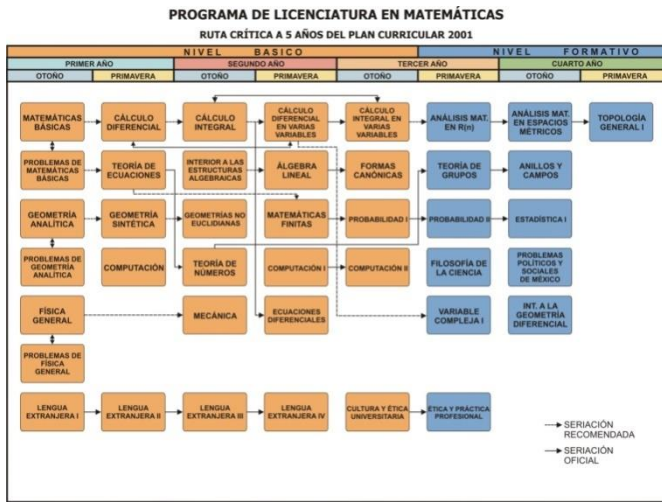 PROGRAMA DE LICENCIATURA EN MATEMÁTICAS
RUTA CRÍTICA A 5 AÑOS DEL PLAN CURRICULAR 2001
NIVEL BASICO
NIVEL FORMATIVO
PRIMER AÑO
SEGUNDO AÑO
TERCER AÑO
CUARTO AÑO
OTOÑO
PRIMAVERA
OTOÑO
PRIMAVERA
OTOÑO
PRIMAVERA
OTOÑO
PRIMAVERA
MATEMÁTICAS
BÁSICAS
CÁLCULO
DIFERENCIAL
CÁLCULO
INTEGRAL
CÁLCULO
DIFERENCIAL
EN VARIAS
VARIABLES
CÁLCULO
INTEGRAL EN
VARIAS
VARIABLES
ANÁLISIS MAT.
EN R(n)
ANÁLISIS MAT.
EN ESPACIOS
MÉTRICOS
TOPOLOGÍA
GENERAL I
PROBLEMAS DE
MATEMÁTICAS
BÁSICAS
TEORÍA DE
ECUACIONES
INTERIOR A LAS
ESTRUCTURAS
ALGEBRAICAS
ÁLGEBRA
LINEAL
FORMAS
CANÓNICAS
TEORÍA DE
GRUPOS
ANILLOS Y
CAMPOS
GEOMETRÍA
ANALÍTICA
GEOMETRÍA
SINTÉTICA
GEOMETRÍAS NO
EUCLIDIANAS
MATEMÁTICAS
FINITAS
PROBABILIDAD I
PROBABILIDAD II
ESTADÍSTICA I
PROBLEMAS
DE GEOMETRÍA
ANALÍTICA
COMPUTACIÓN
TEORÍA DE
NÚMEROS
COMPUTACIÓN I
COMPUTACIÓN II
FILOSOFÍA DE
LA CIENCIA
PROBLEMAS
POLÍTICOS Y
SOCIALES
DE MÉXICO
FÍSICA
GENERAL
MECÁNICA
ECUACIONES
DIFERENCIALES
VARIABLE
COMPLEJA I
INT. A LA
GEOMETRÍA
DIFERENCIAL
PROBLEMAS DE
FÍSICA
GENERAL
LENGUA
EXTRANJERA I
LENGUA
EXTRANJERA II
LENGUA
EXTRANJERA III
LENGUA
EXTRANJERA IV
CULTURA Y ÉTICA
UNIVERSITARIA
ÉTICA Y PRÁCTICA
PROFESIONAL
SERIACIÓN
RECOMENDADA
SERIACIÓN
OFICIAL